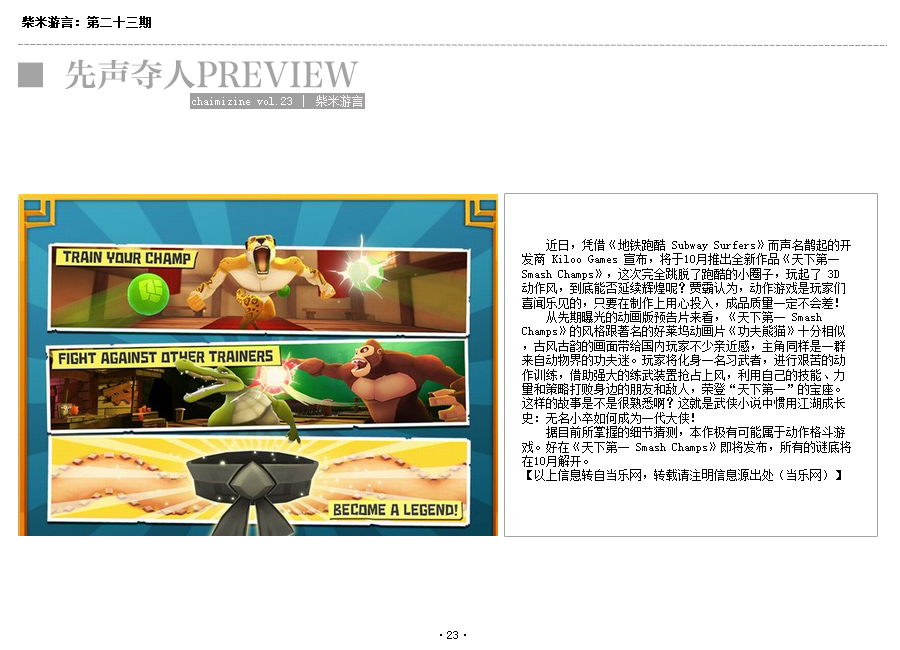 柴米游言：第二十三期
先声夺人PREVIEW
chaimizine vol.23 | 柴米游言
TRAIN YOUR CHAMP
FIGHT AGAINST OTHER TRAINERS
BECOME A LEGEND!
近日，凭借《地铁跑酷 Subway Surfers》而声名鹊起的开
发商 Kiloo Games 宣布，将于10月推出全新作品《天下第一
Smash Champs》，这次完全跳脱了跑酷的小圈子，玩起了 3D
动作风，到底能否延续辉煌呢？贾霸认为，动作游戏是玩家们
喜闻乐见的，只要在制作上用心投入，成品质量一定不会差！
从先期曝光的动画版预告片来看，《天下第一 Smash
Champs》的风格跟著名的好莱坞动画片《功夫熊猫》十分相似
，古风古韵的画面带给国内玩家不少亲近感，主角同样是一群
来自动物界的功夫迷。玩家将化身一名习武者，进行艰苦的动
作训练，借助强大的练武装置抢占上风，利用自己的技能、力
量和策略打败身边的朋友和敌人，荣登“天下第一”的宝座。
这样的故事是不是很熟悉啊？这就是武侠小说中惯用江湖成长
史：无名小卒如何成为一代大侠！
据目前所掌握的细节猜测，本作极有可能属于动作格斗游
戏。好在《天下第一 Smash Champs》即将发布，所有的谜底将
在10月解开。
【以上信息转自当乐网，转载请注明信息源出处（当乐网）】
·23·